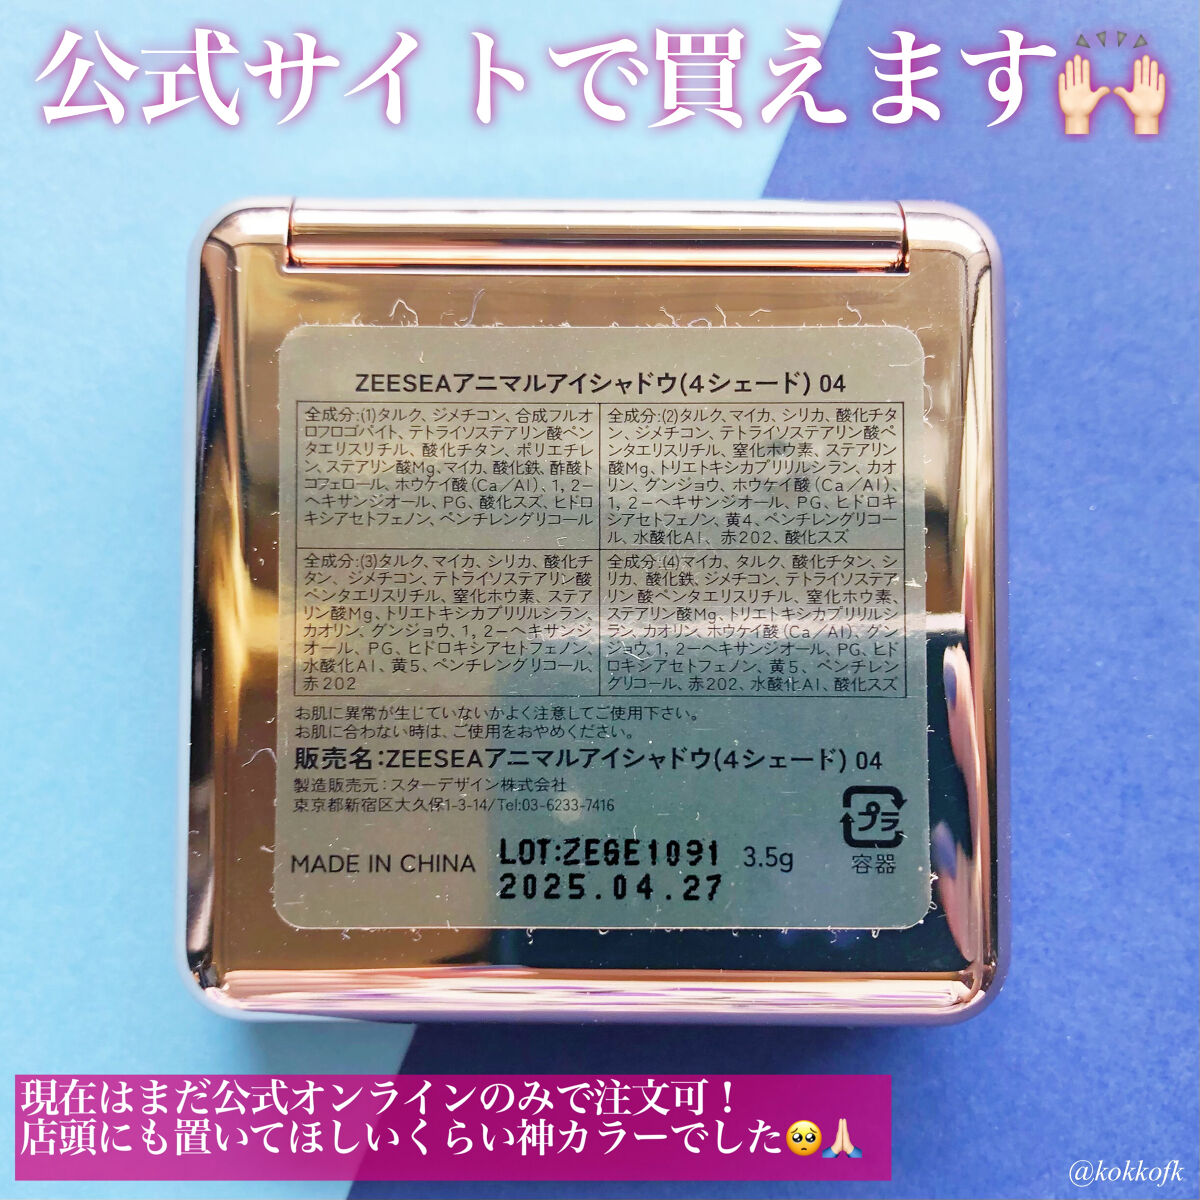 公式サイトで買えます🙌🏻
ZEESEAアニマルアイシャドウ(4シェード) 04
全成分:(1)タルク、ジメチコン、合成フルオ
ロフロゴパイト、テトライソステアリン酸ペン
タエリスリチル、酸化チタン、ポリエチレ
ン、ステアリン酸Mg、マイカ、酸化鉄、酢酸ト
コフェロール、ホウケイ酸(Ca/Al)、1,2-
ヘキサンジオール、PG、酸化スズ、ヒドロ
キシアセトフェノン、ペンチレングリコール
全成分:(2)タルク、マイカ、シリカ、酸化チタ
ン、ジメチコン、テトライソステアリン酸ペ
ンタエリスリチル、窒化ホウ素、ステアリン
酸Mg、トリエトキシカプリリルシラン、カオ
リン、グンジョウ、ホウケイ酸(Ca/Al)、
1,2-ヘキサンジオール、PG、ヒドロキ
シアセトフェノン、黄4、ペンチレングリコー
ル、水酸化Al、赤202、酸化スズ
全成分:(3)タルク、マイカ、シリカ、酸化チ
タン、ジメチコン、テトライソステアリン酸
ペンタエリスリチル、窒化ホウ素、ステア
リン酸Mg、トリエトキシカプリリルシラン、
カオリン、グンジョウ、1,2-ヘキサンジ
オール、PG、ヒドロキシアセトフェノン、
水酸化Al、黄5、ペンチレングリコール、
赤202
全成分:(4)マイカ、タルク、酸化チタン、シ
リカ、酸化鉄、ジメチコン、テトライソステア
リン酸ペンタエリスリチル、窒化ホウ素、
ステアリン酸Mg、トリエトキシカプリリルシ
ラン、カオリン、ホウケイ酸(Ca/Al)、グン
ジョウ、1,2-ヘキサンジオール、PG、ヒド
ロキシアセトフェノン、黄5、ペンチレン
グリコール、赤202、水酸化Al、酸化スズ
お肌に異常が生じていないかよく注意してご使用下さい。
お肌に合わない時は、ご使用をおやめください。
販売名:ZEESEAアニマルアイシャドウ(4シェード) 04
製造販売元:スターデザイン株式会社
東京都新宿区大久保1-3-14/Tel:03-6233-7416
プラ
容器
MADE IN CHINA LOT:ZEGE1091 3.5g
2025.04.27
現在はまだ公式オンラインのみで注文可!
店頭にも置いてほしいくらい神カラーでした🥺🙏🏻
@kokkofk